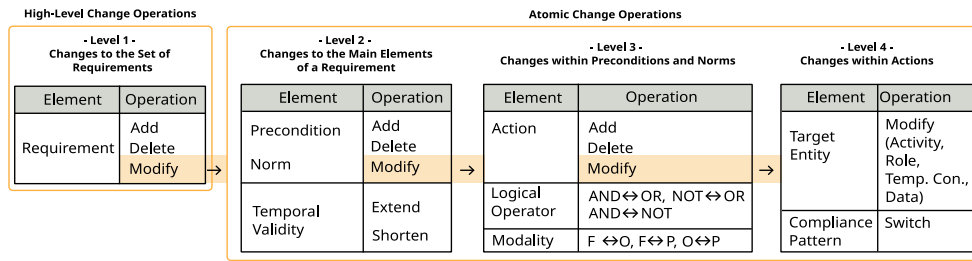 High-Level Change Operations
Atomic Change Operations
- Level 1 -
Changes to the Set of
Requirements
Element Operation
Requirement
Add
Delete
Modify →
- Level 2 -
Changes to the Main Elements
of a Requirement
Element Operation
Precondition
Norm
Add
Delete
Modify →
Temporal
Validity
Extend
Shorten
- Level 3 -
Changes within Preconditions and Norms
Element Operation
Action
Add
Delete
Modify →
Logical
Operator
AND↔OR, NOT↔OR
AND↔NOT
Modality F ↔O, F↔P, O↔P
- Level 4 -
Changes within Actions
Element Operation
Target
Entity
Modify
(Activity,
Role,
Temp. Con.,
Data)
Compliance
Pattern
Switch